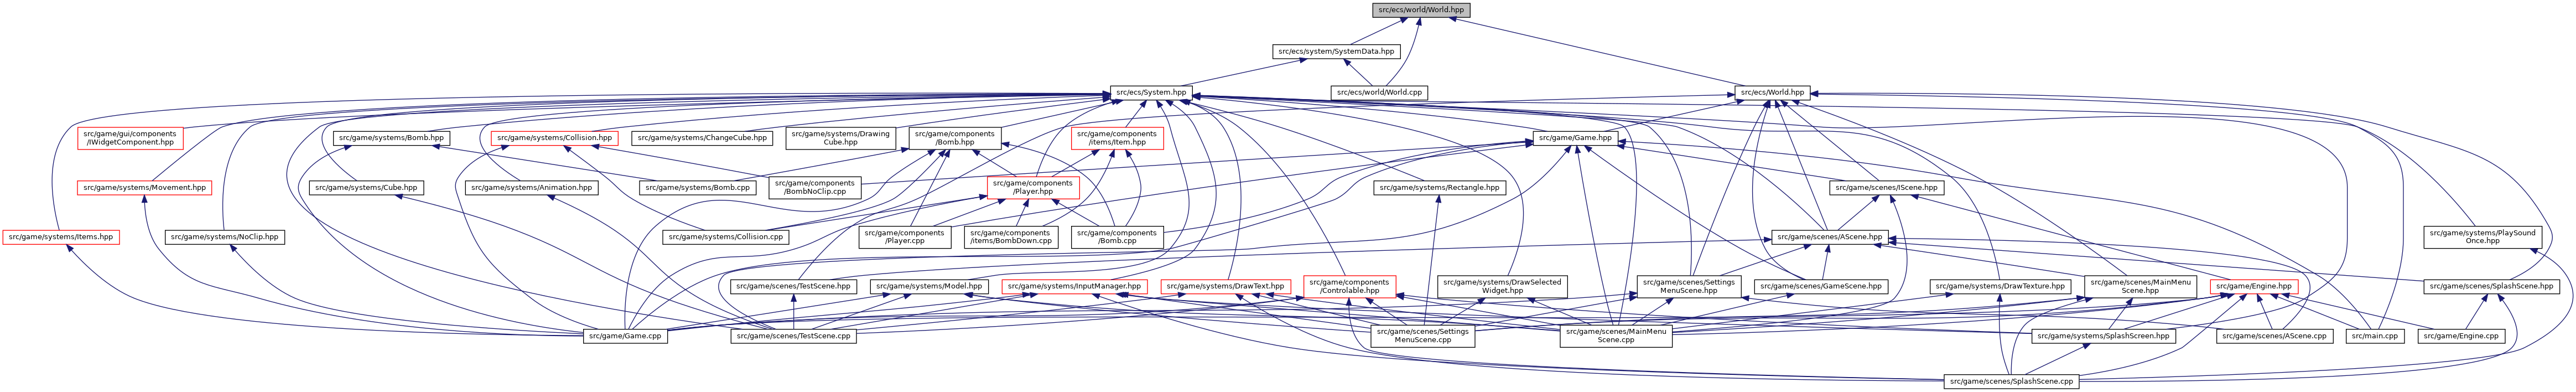 src/ecs/world/World.hpp
src/ecs/system/SystemData.hpp
src/ecs/System.hpp
src/ecs/world/World.cpp
src/ecs/World.hpp
src/game/gui/components
/IWidgetComponent.hpp
src/game/systems/Bomb.hpp
src/game/systems/Collision.hpp
src/game/systems/ChangeCube.hpp
src/game/systems/Drawing
Cube.hpp
src/game/components
/Bomb.hpp
src/game/components
/items/Item.hpp
src/game/Game.hpp
src/game/systems/Movement.hpp
src/game/systems/Cube.hpp
src/game/systems/Animation.hpp
src/game/systems/Bomb.cpp
src/game/components
/BombNoClip.cpp
src/game/components
/Player.hpp
src/game/systems/Rectangle.hpp
src/game/scenes/IScene.hpp
src/game/systems/Items.hpp
src/game/systems/NoClip.hpp
src/game/systems/Collision.cpp
src/game/components
/Player.cpp
src/game/components
/items/BombDown.cpp
src/game/components
/Bomb.cpp
src/game/scenes/AScene.hpp
src/game/systems/PlaySound
Once.hpp
src/game/scenes/TestScene.hpp
src/game/systems/Model.hpp
src/game/systems/InputManager.hpp
src/game/systems/DrawText.hpp
src/game/components
/Controlable.hpp
src/game/systems/DrawSelected
Widget.hpp
src/game/scenes/Settings
MenuScene.hpp
src/game/scenes/GameScene.hpp
src/game/systems/DrawTexture.hpp
src/game/scenes/MainMenu
Scene.hpp
src/game/Engine.hpp
src/game/scenes/SplashScene.hpp
src/game/Game.cpp
src/game/scenes/TestScene.cpp
src/game/scenes/Settings
MenuScene.cpp
src/game/scenes/MainMenu
Scene.cpp
src/game/systems/SplashScreen.hpp
src/game/scenes/AScene.cpp
src/main.cpp
src/game/Engine.cpp
src/game/scenes/SplashScene.cpp